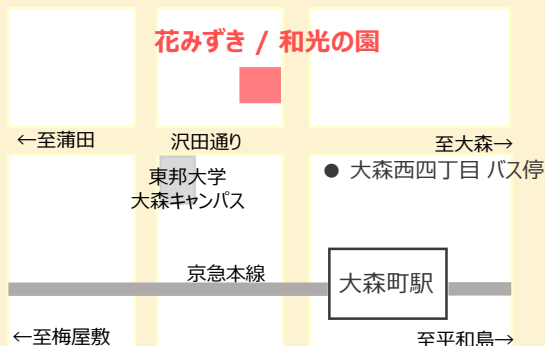 花みずき / 和光の園
←至蒲田
沢田通り
至大森→
東邦大学
大森キャンパス
● 大森西四丁目 バス停
京急本線
大森町駅
←至梅屋敷
至平和島→